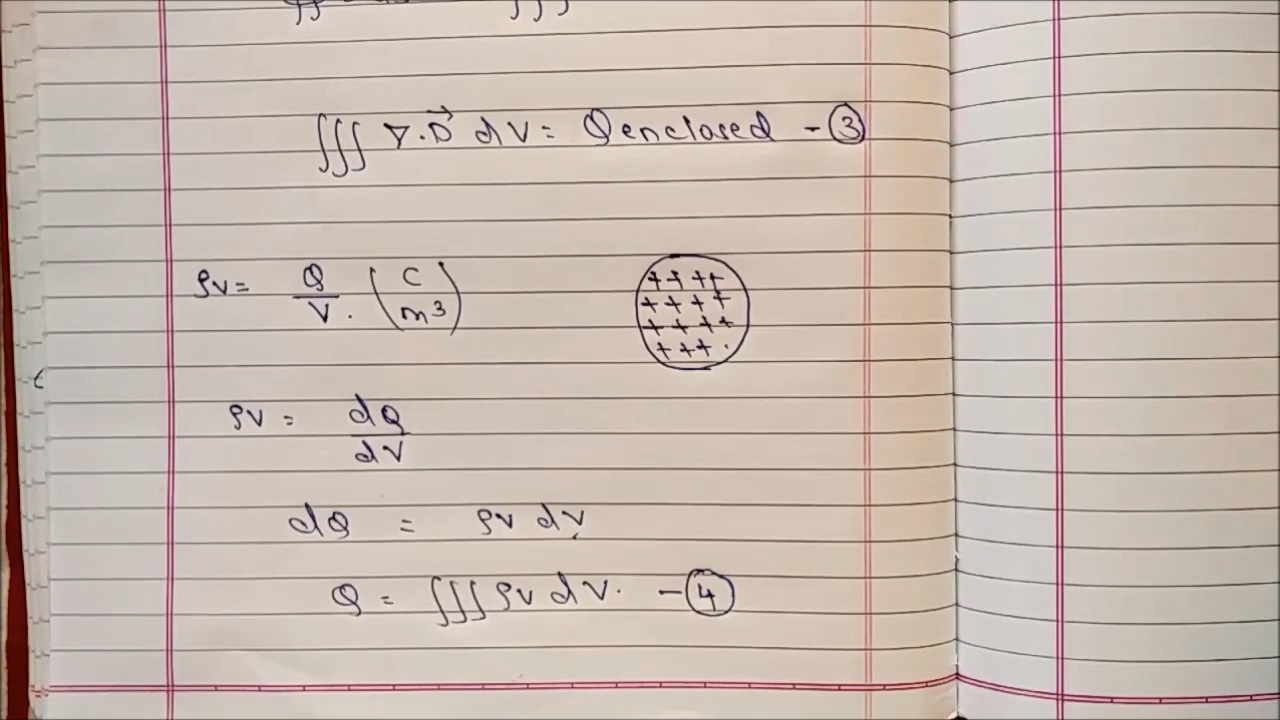 ∭ ∇·D⃗ dV = Qenclosed - ③
ρv = Q/V. (C/m³)
ρv = dQ/dV
dQ = ρv dv
Q = ∭ ρv dV. - ④